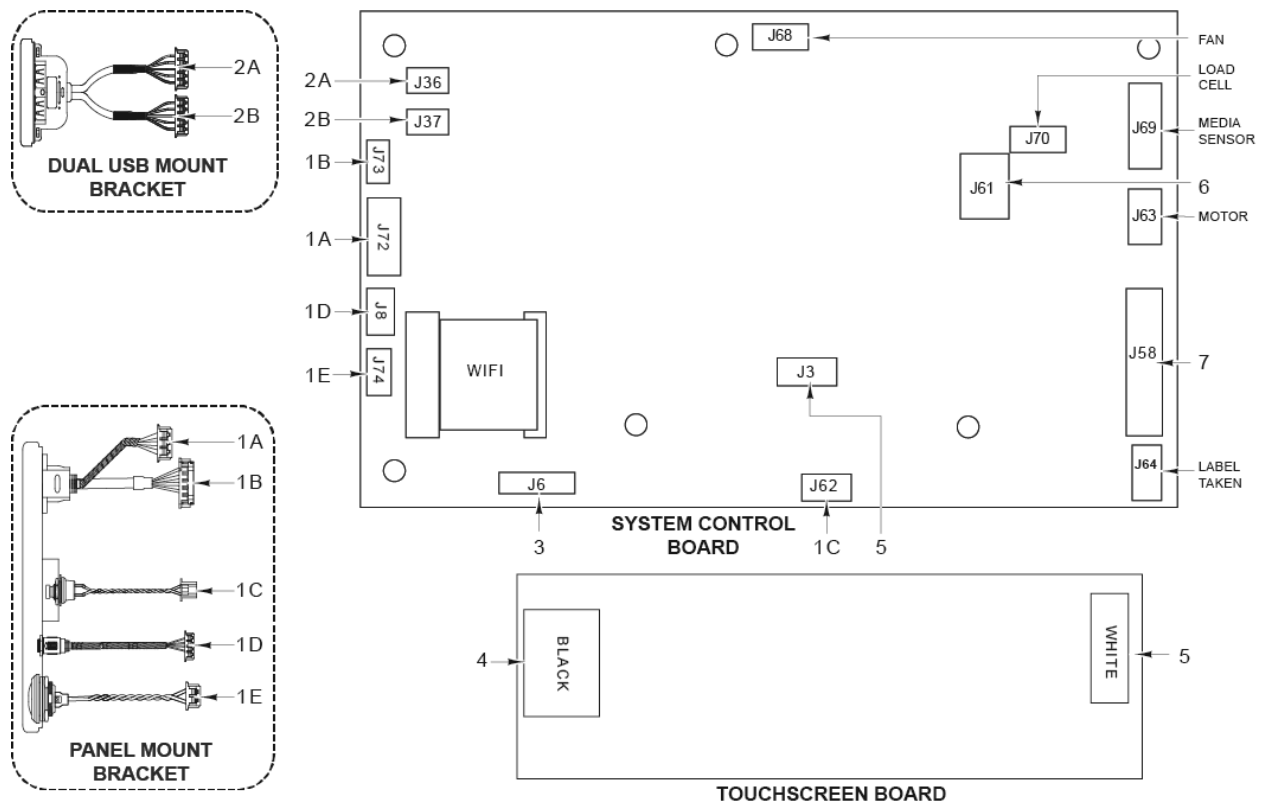 2A
2B
DUAL USB MOUNT
BRACKET
J68
FAN
2A
J36
LOAD
CELL
2B
J37
J69
MEDIA
SENSOR
J70
1B
J73
J61
6
J63
MOTOR
1A
J72
1D
J8
WIFI
J58
7
1E
J74
J3
J64
LABEL
TAKEN
J6
J62
SYSTEM CONTROL
BOARD
3
1C
5
1A
1B
1C
1D
1E
PANEL MOUNT
BRACKET
4
BLACK
WHITE
5
TOUCHSCREEN BOARD